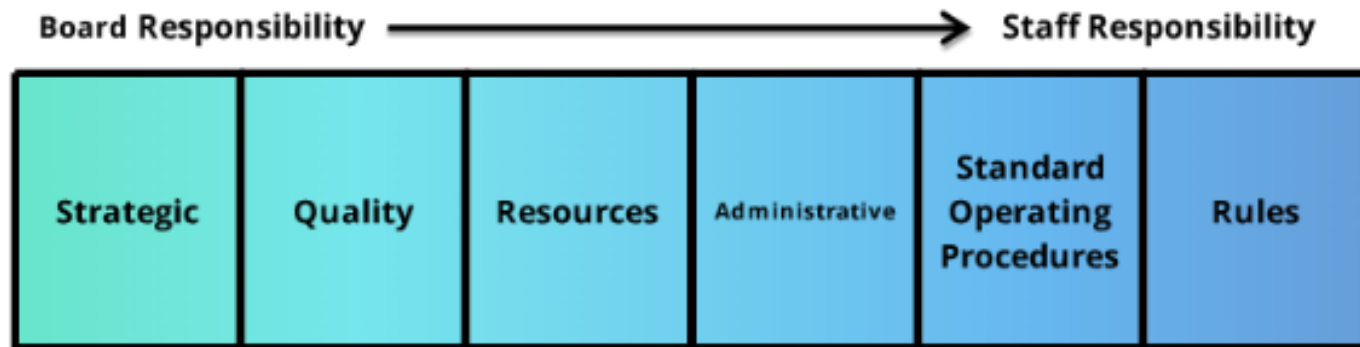 Board Responsibility
Staff Responsibility
Strategic
Quality
Resources
Administrative
Standard
Operating
Procedures
Rules